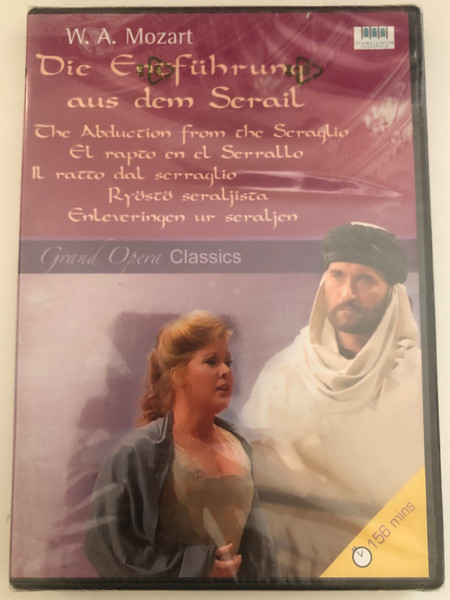 W. A. Mozart
Die Entführung
aus dem Serail
The Abduction from the Seraglio
El rapto en el Serrallo
Il ratto dal serraglio
Ryöstö seraljista
Enleveringen ur seraljen
Grand Opera Classics
156 mins